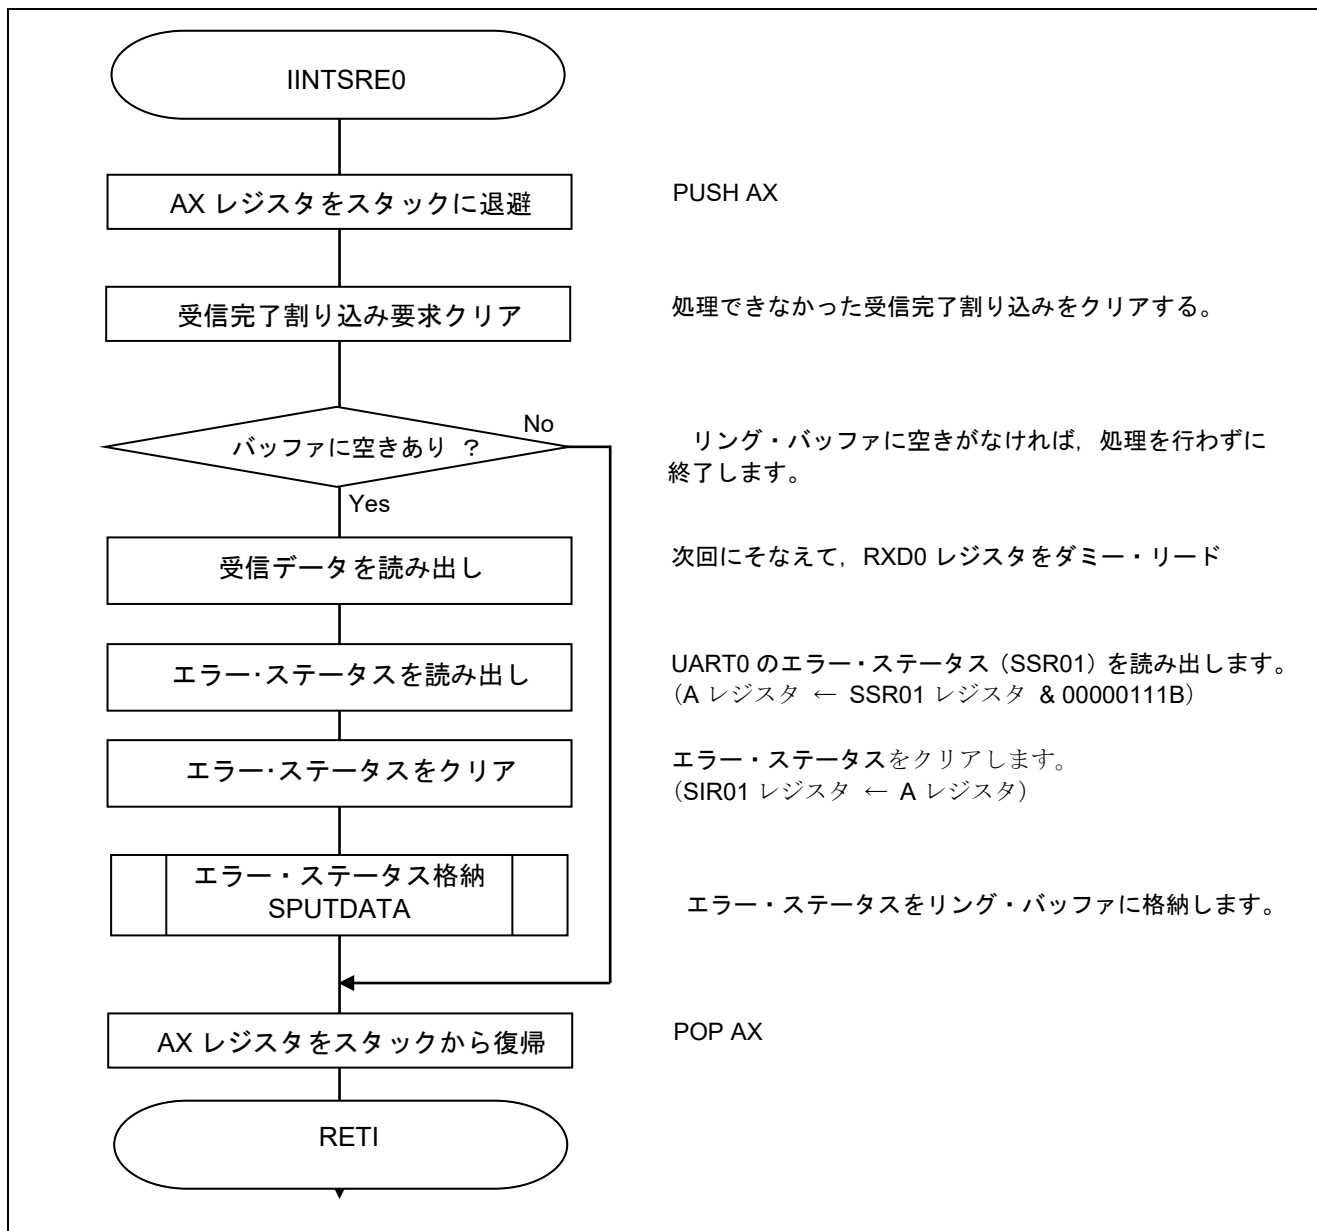 IINTSRE0
AX レジスタをスタックに退避
PUSH AX
受信完了割り込み要求クリア
処理できなかった受信完了割り込みをクリアする。
バッファに空きあり ？
No
リング・バッファに空きがなければ，処理を行わずに
終了します。
Yes
受信データを読み出し
次回にそなえて，RXD0 レジスタをダミー・リード
エラー･ステータスを読み出し
UART0 のエラー・ステータス（SSR01）を読み出します。
（A レジスタ ← SSR01 レジスタ & 00000111B）
エラー･ステータスをクリア
エラー・ステータスをクリアします。
（SIR01 レジスタ ← A レジスタ）
エラー・ステータス格納
SPUTDATA
エラー・ステータスをリング・バッファに格納します。
AX レジスタをスタックから復帰
POP AX
RETI